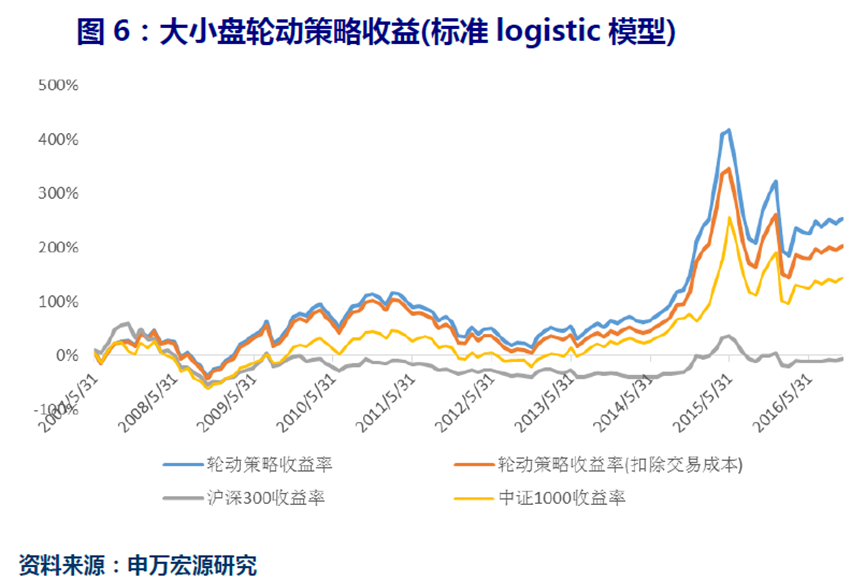 图 6：大小盘轮动策略收益(标准 logistic 模型)
500%
400%
300%
200%
100%
0%
-100%
2007/5/31
2008/5/31
2009/5/31
2010/5/31
2011/5/31
2012/5/31
2013/5/31
2014/5/31
2015/5/31
2016/5/31
轮动策略收益率
轮动策略收益率(扣除交易成本)
沪深300收益率
中证1000收益率
资料来源：申万宏源研究